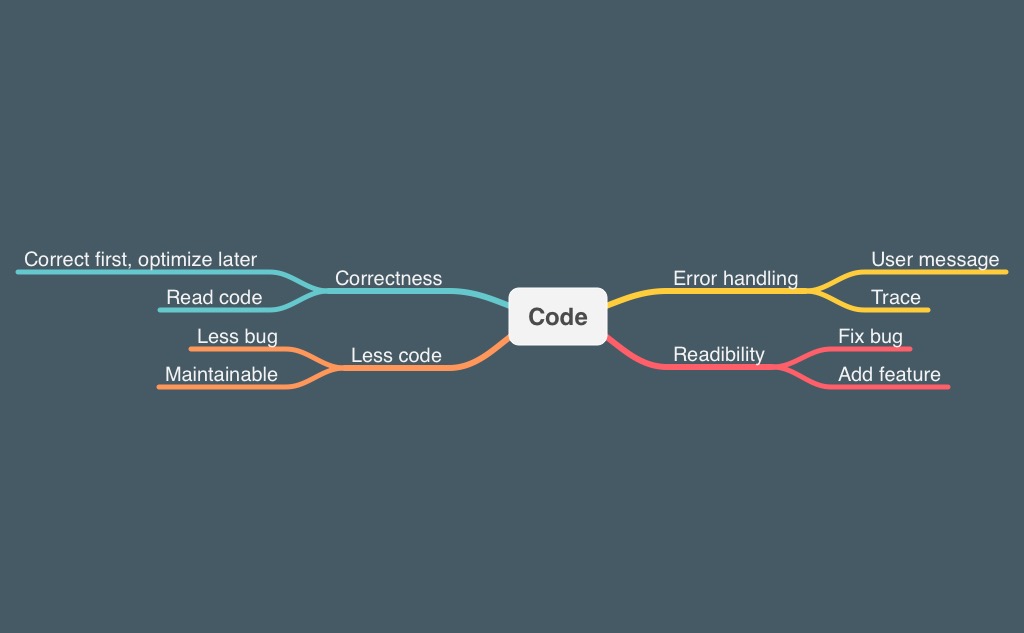 Code
Correctness
Correct first, optimize later
Read code
Less code
Less bug
Maintainable
Error handling
User message
Trace
Readibility
Fix bug
Add feature